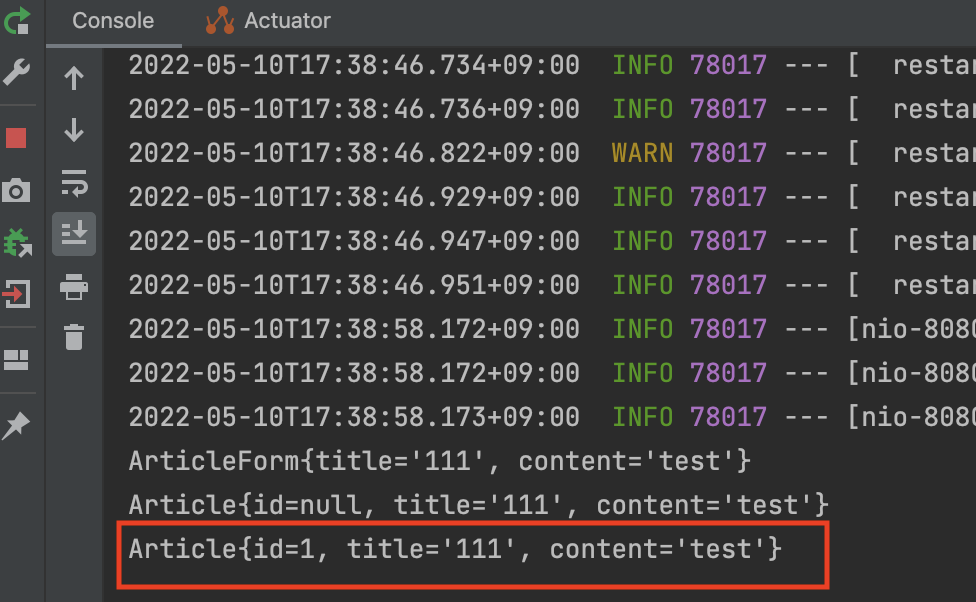 Console Actuator
2022-05-10T17:38:46.734+09:00 INFO 78017 --- [ restar
2022-05-10T17:38:46.736+09:00 INFO 78017 --- [ restar
2022-05-10T17:38:46.822+09:00 WARN 78017 --- [ restar
2022-05-10T17:38:46.929+09:00 INFO 78017 --- [ restar
2022-05-10T17:38:46.947+09:00 INFO 78017 --- [ restar
2022-05-10T17:38:46.951+09:00 INFO 78017 --- [ restar
2022-05-10T17:38:58.172+09:00 INFO 78017 --- [nio-8080
2022-05-10T17:38:58.172+09:00 INFO 78017 --- [nio-8080
2022-05-10T17:38:58.173+09:00 INFO 78017 --- [nio-8080
ArticleForm{title='111', content='test'}
Article{id=null, title='111', content='test'}
Article{id=1, title='111', content='test'}